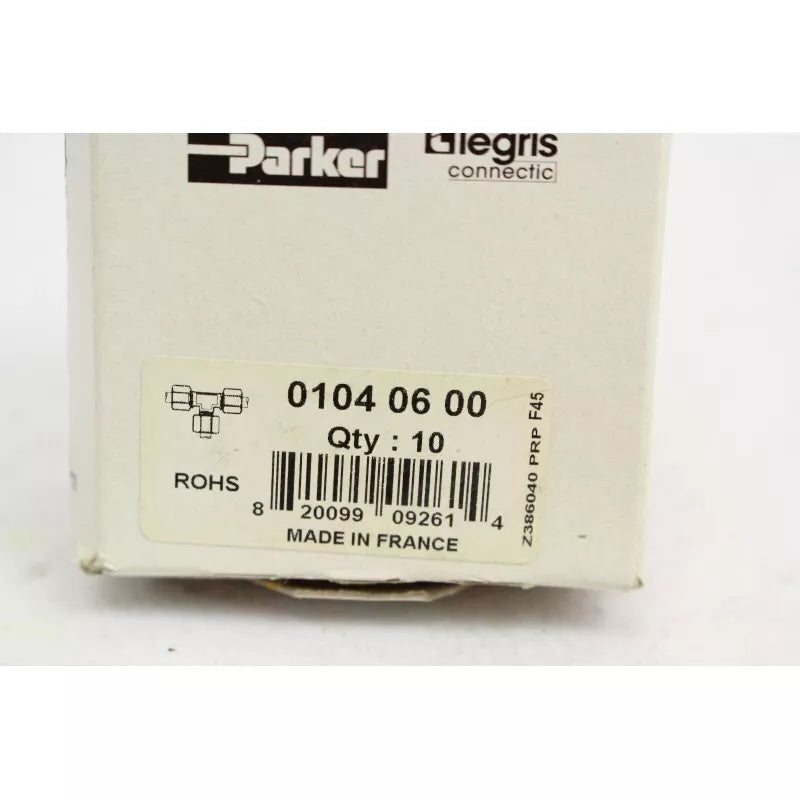 Parker
legris
connectic
0104 06 00
Qty : 10
ROHS
8 20099 09261 4
MADE IN FRANCE
Z386040 PRP F45